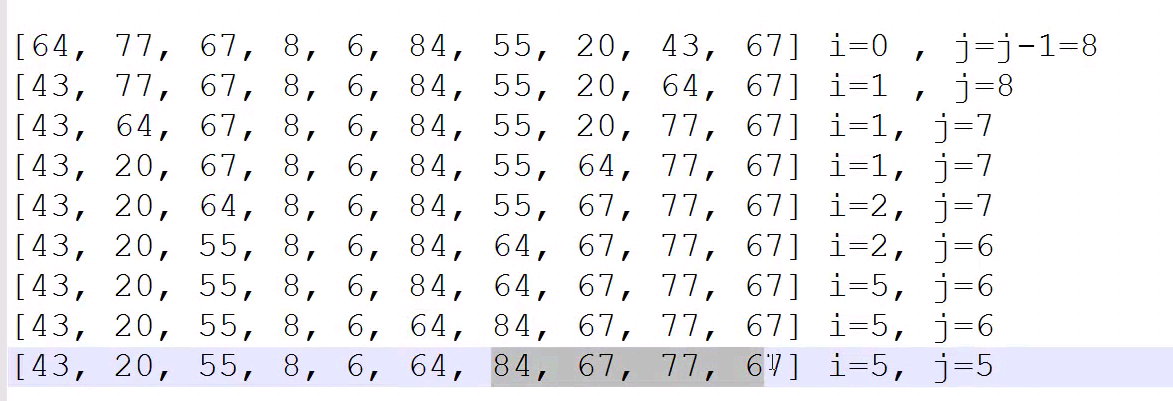 [64, 77, 67, 8, 6, 84, 55, 20, 43, 67] i=0 , j=j-1=8
[43, 77, 67, 8, 6, 84, 55, 20, 64, 67] i=1 , j=8
[43, 64, 67, 8, 6, 84, 55, 20, 77, 67] i=1, j=7
[43, 20, 67, 8, 6, 84, 55, 64, 77, 67] i=1, j=7
[43, 20, 64, 8, 6, 84, 55, 67, 77, 67] i=2, j=7
[43, 20, 55, 8, 6, 84, 64, 67, 77, 67] i=2, j=6
[43, 20, 55, 8, 6, 84, 64, 67, 77, 67] i=5, j=6
[43, 20, 55, 8, 6, 64, 84, 67, 77, 67] i=5, j=6
[43, 20, 55, 8, 6, 64, 84, 67, 77, 67] i=5, j=5